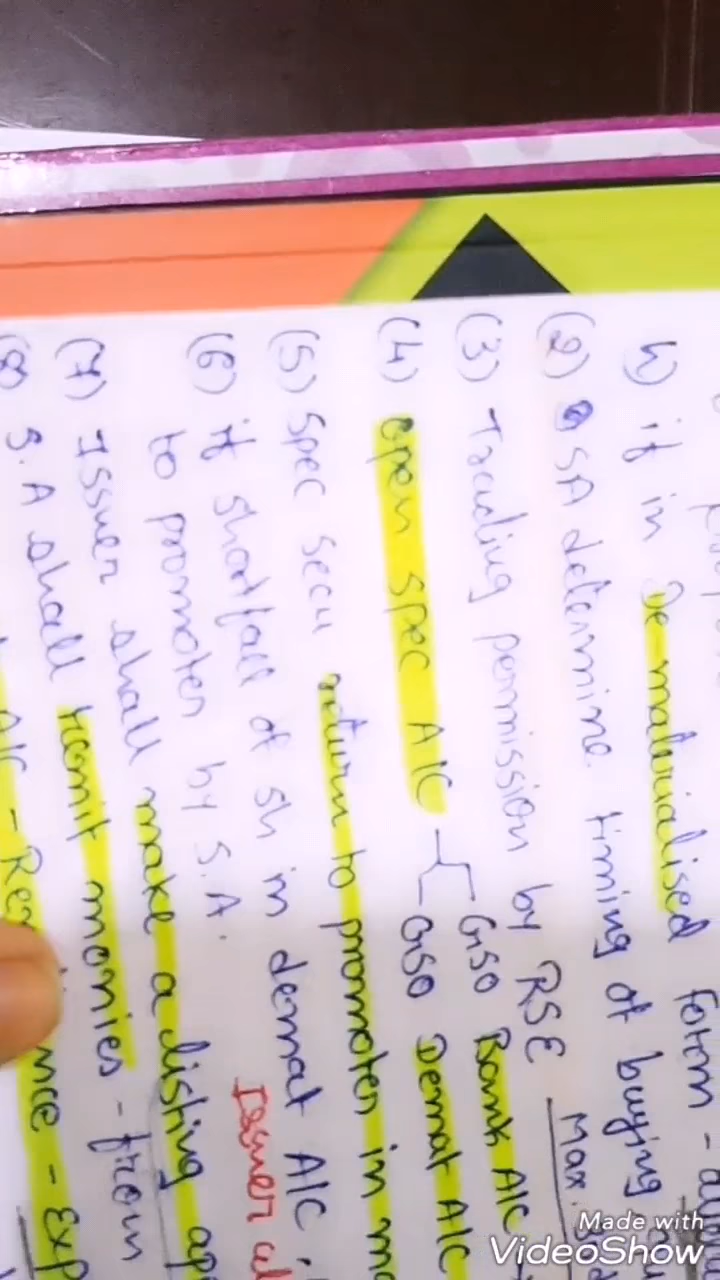 h) if in Dematerialised form -
(2) SA determine timing of buying
(3) Trading permission by RSE
Max.
(4) Open Spec A/C
GSO Bank A/C
GSO Demat A/C
(5) Spec Secu return to promoter in
(6) if shortfall of sh in demat A/C,
to promoter by S.A.
Issuer
(7) Issuer shall make a listing
(8 S.A shall remit monies - from
A/C -
Made with
VideoShow